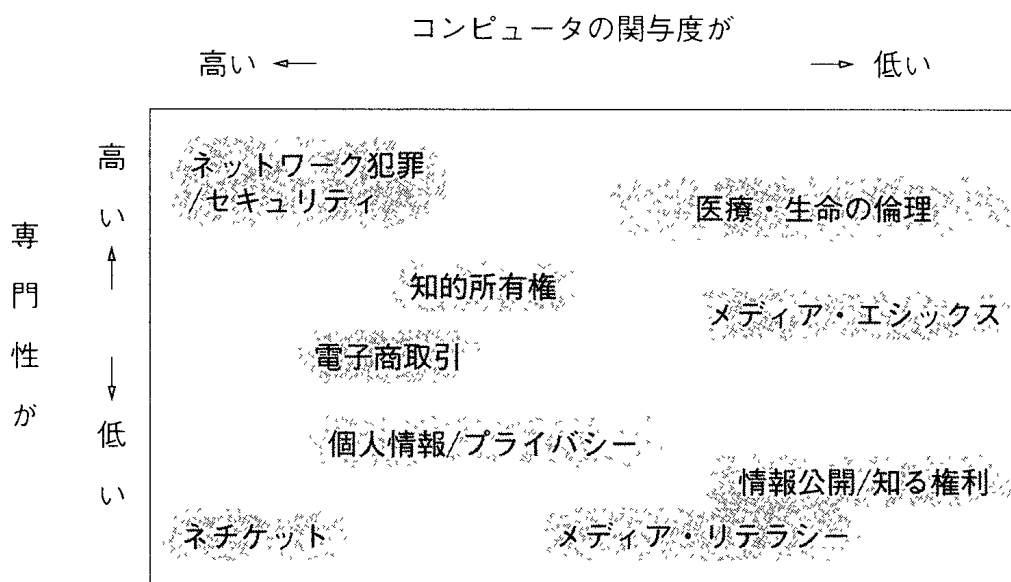 コンピュータの関与度が
高い ← → 低い
専門性が
高い
↑
↓
低い
ネットワーク犯罪
/セキュリティ
医療・生命の倫理
知的所有権
メディア・エシックス
電子商取引
個人情報/プライバシー
情報公開/知る権利
ネチケット
メディア・リテラシー